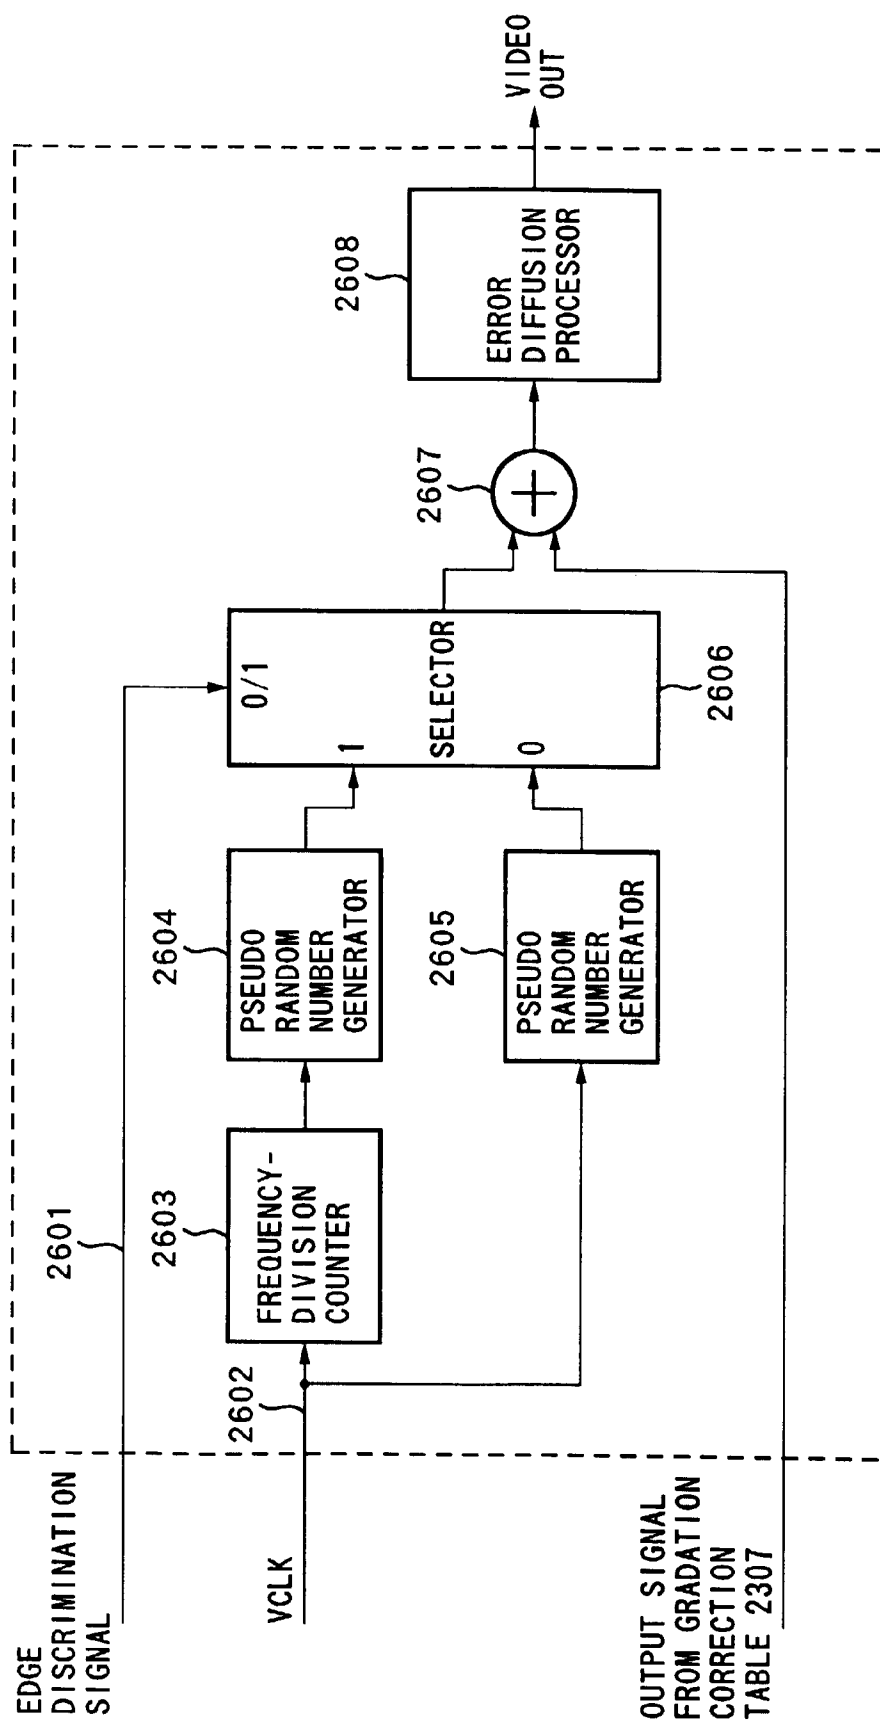 EDGE
DISCRIMINATION
SIGNAL
2601
VCLK
2602
2603
FREQUENCY-
DIVISION
COUNTER
2604
PSEUDO
RANDOM
NUMBER
GENERATOR
2605
PSEUDO
RANDOM
NUMBER
GENERATOR
0/1
1
SELECTOR
0
2606
2607
+
2608
ERROR
DIFFUSION
PROCESSOR
VIDEO
OUT
OUTPUT SIGNAL
FROM GRADATION
CORRECTION
TABLE 2307